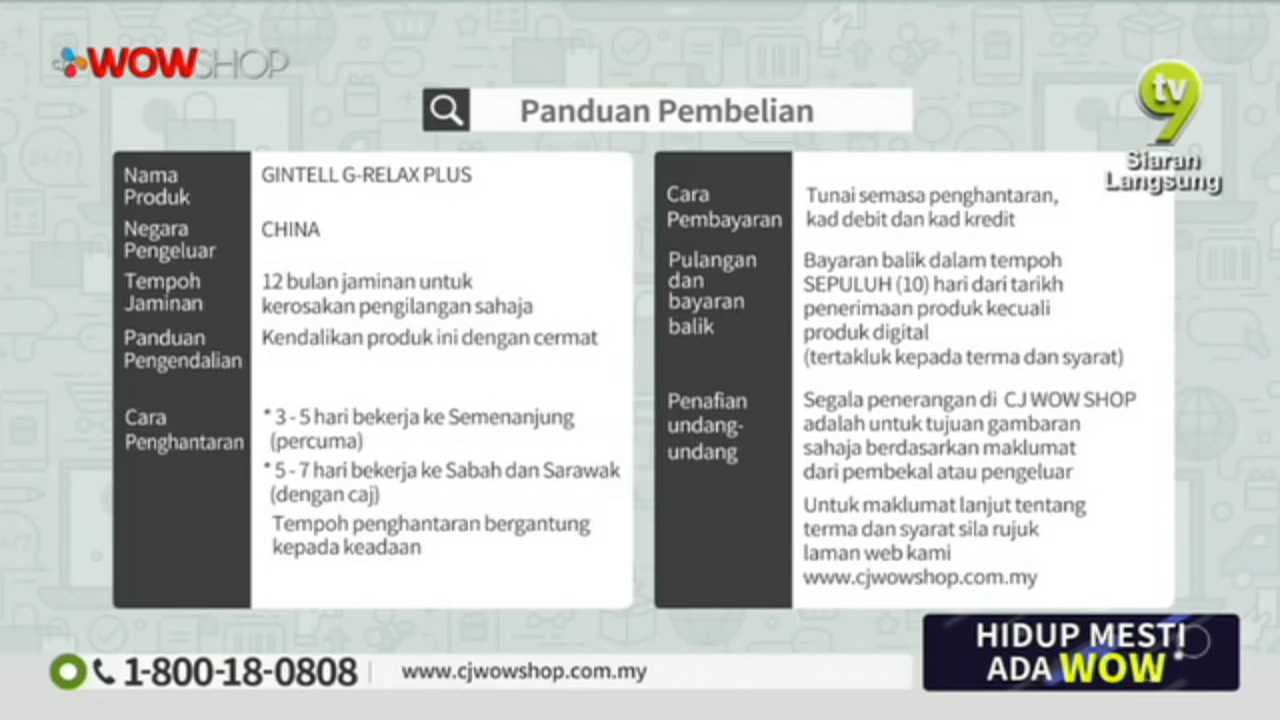 WOWSHOP
tv
9
Siaran
Langsung
Panduan Pembelian
Nama
Produk
GINTELL G-RELAX PLUS
Negara
Pengeluar
CHINA
Tempoh
Jaminan
12 bulan jaminan untuk
kerosakan pengilangan sahaja
Panduan
Pengendalian
Kendalikan produk ini dengan cermat
Cara
Penghantaran
* 3 - 5 hari bekerja ke Semenanjung
(percuma)
* 5 - 7 hari bekerja ke Sabah dan Sarawak
(dengan caj)
Tempoh penghantaran bergantung
kepada keadaan
Cara
Pembayaran
Tunai semasa penghantaran,
kad debit dan kad kredit
Pulangan
dan
bayaran
balik
Bayaran balik dalam tempoh
SEPULUH (10) hari dari tarikh
penerimaan produk kecuali
produk digital
(tertakluk kepada terma dan syarat)
Penafian
undang-
undang
Segala penerangan di CJ WOW SHOP
adalah untuk tujuan gambaran
sahaja berdasarkan maklumat
dari pembekal atau pengeluar
Untuk maklumat lanjut tentang
terma dan syarat sila rujuk
laman web kami
www.cjwowshop.com.my
1-800-18-0808
www.cjwowshop.com.my
HIDUP MESTI
ADA WOW